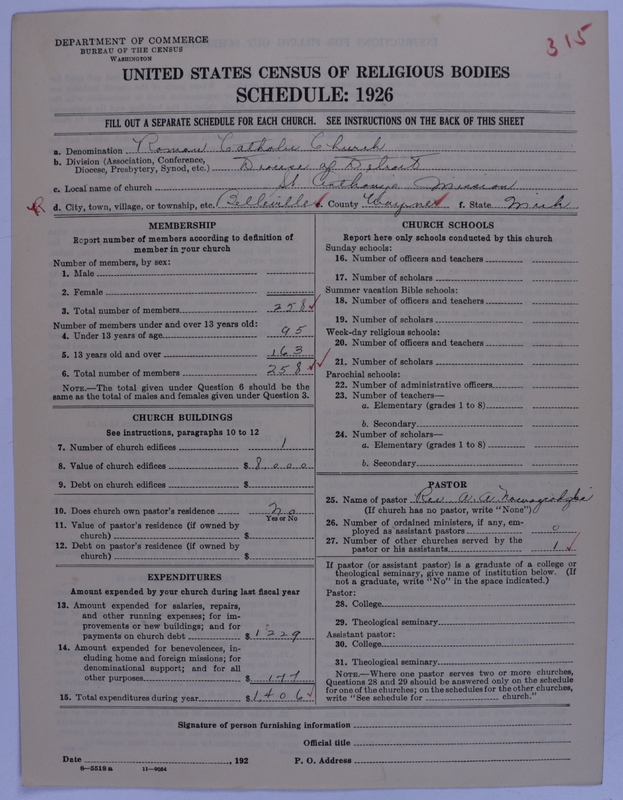 315
DEPARTMENT OF COMMERCE
BUREAU OF THE CENSUS
WASHINGTON
UNITED STATES CENSUS OF RELIGIOUS BODIES
SCHEDULE: 1926
FILL OUT A SEPARATE SCHEDULE FOR EACH CHURCH. SEE INSTRUCTIONS ON THE BACK OF THIS SHEET
a. Denomination Roman Catholic Church
b. Division (Association, Conference, Diocese, Presbytery, Synod, etc.) Diocese of Detroit
c. Local name of church St Anthonys Mission
d. City, town, village, or township, etc. Belleville e. County Wayne f. State Mich
MEMBERSHIP
Report number of members according to definition of
member in your church
Number of members, by sex:
1. Male
2. Female
3. Total number of members 258
Number of members under and over 13 years old:
4. Under 13 years of age 95
5. 13 years old and over 163
6. Total number of members 258
NOTE.—The total given under Question 6 should be the
same as the total of males and females given under Question 3.
CHURCH BUILDINGS
See instructions, paragraphs 10 to 12
7. Number of church edifices 1
8. Value of church edifices $ 8000
9. Debt on church edifices $
10. Does church own pastor's residence No
Yes or No
11. Value of pastor's residence (if owned by
church) $
12. Debt on pastor's residence (if owned by
church) $
EXPENDITURES
Amount expended by your church during last fiscal year
13. Amount expended for salaries, repairs,
and other running expenses; for im-
provements or new buildings; and for
payments on church debt $ 1229
14. Amount expended for benevolences, in-
cluding home and foreign missions; for
denominational support; and for all
other purposes $ 177
15. Total expenditures during year $ 1,406
CHURCH SCHOOLS
Report here only schools conducted by this church
Sunday schools:
16. Number of officers and teachers
17. Number of scholars
Summer vacation Bible schools:
18. Number of officers and teachers
19. Number of scholars
Week-day religious schools:
20. Number of officers and teachers
21. Number of scholars
Parochial schools:
22. Number of administrative officers
23. Number of teachers—
a. Elementary (grades 1 to 8)
b. Secondary
24. Number of scholars—
a. Elementary (grades 1 to 8)
b. Secondary
PASTOR
25. Name of pastor Rev. A. A.
(If church has no pastor, write "None")
26. Number of ordained ministers, if any, em-
ployed as assistant pastors 0
27. Number of other churches served by the
pastor or his assistants 1
If pastor (or assistant pastor) is a graduate of a college or
theological seminary, give name of institution below. (If
not a graduate, write "No" in the space indicated.)
Pastor:
28. College
29. Theological seminary
Assistant pastor:
30. College
31. Theological seminary
NOTE.—Where one pastor serves two or more churches,
Questions 28 and 29 should be answered only on the schedule
for one of the churches; on the schedules for the other churches,
write "See schedule for church."
Signature of person furnishing information
Official title
Date , 192 P. O. Address
8—5519a 11—9064